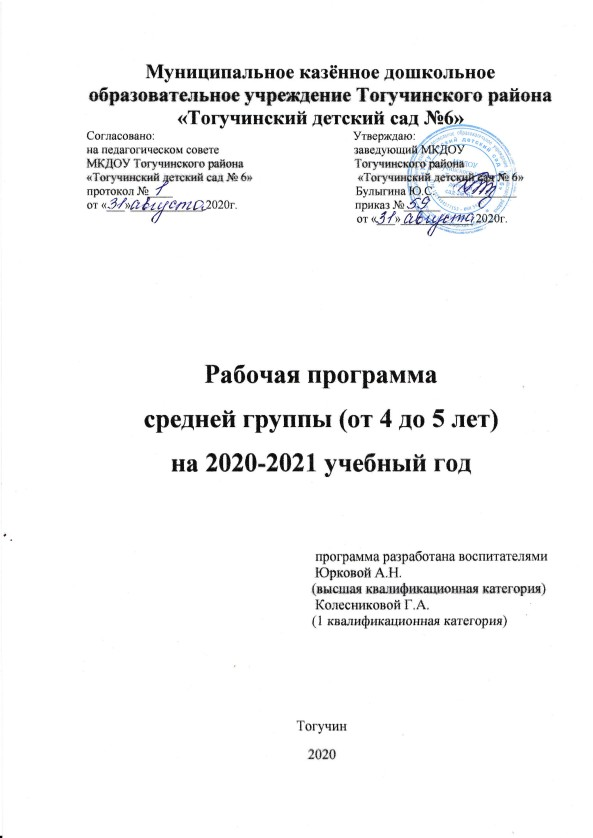 Муниципальное казённое дошкольное
образовательное учреждение Тогучинского района
«Тогучинский детский сад №6»
Согласовано:
на педагогическом совете
МКДОУ Тогучинского района
«Тогучинский детский сад № 6»
протокол № 1
от «31» августа 2020г.
Утверждаю:
заведующий МКДОУ
Тогучинского района
«Тогучинский детский сад № 6»
Булыгина Ю.С.
приказ № 59
от «31» августа 2020г.
Рабочая программа
средней группы (от 4 до 5 лет)
на 2020-2021 учебный год
программа разработана воспитателями
Юрковой А.Н.
(высшая квалификационная категория)
Колесниковой Г.А.
(1 квалификационная категория)
Тогучин
2020